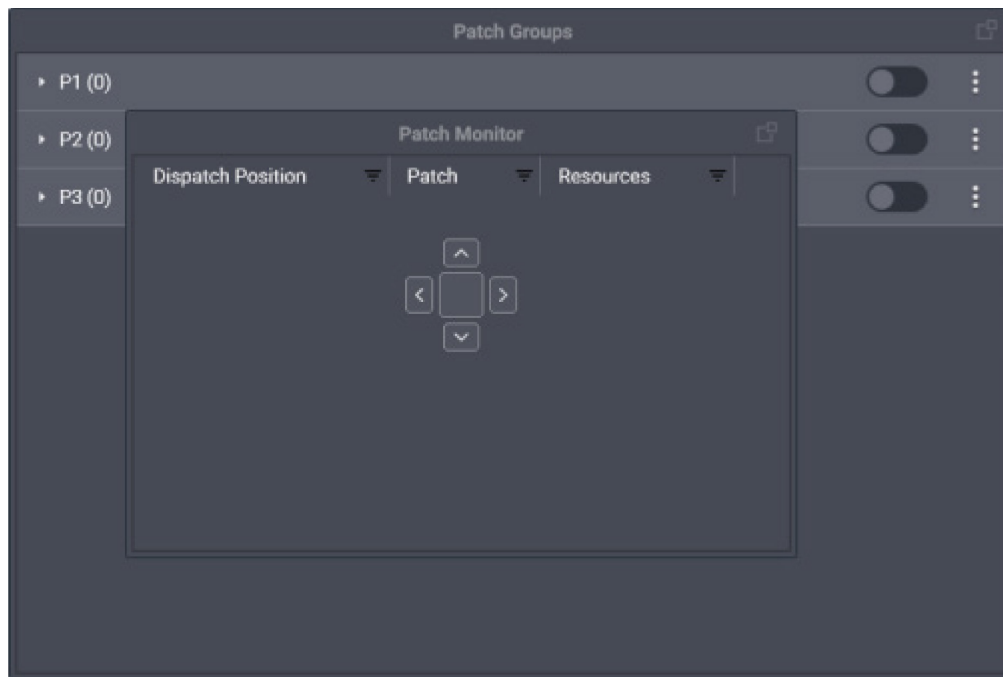 Patch Groups
P1 (0)
P2 (0)
P3 (0)
Patch Monitor
Dispatch Position Patch Resources